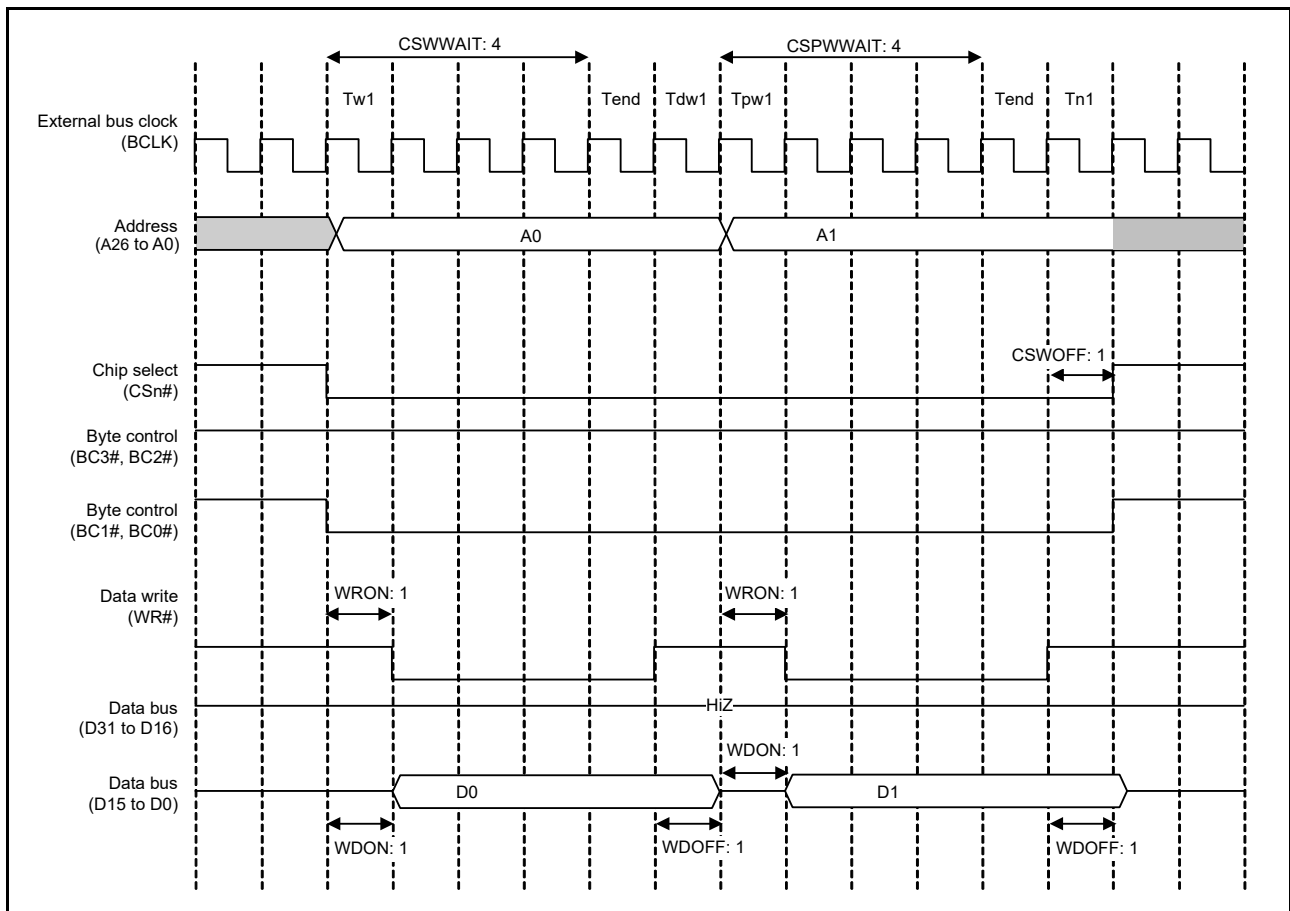 CSWWAIT: 4
CSPWWAIT: 4
Tw1
Tend
Tdw1
Tpw1
Tend
Tn1
External bus clock
(BCLK)
Address
(A26 to A0)
A0
A1
CSWOFF: 1
Chip select
(CSn#)
Byte control
(BC3#, BC2#)
Byte control
(BC1#, BC0#)
Data write
(WR#)
WRON: 1
WRON: 1
Data bus
(D31 to D16)
HiZ
WDON: 1
Data bus
(D15 to D0)
D0
D1
WDON: 1
WDOFF: 1
WDOFF: 1